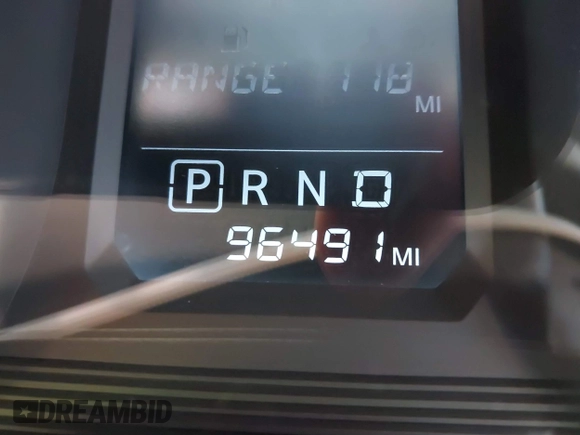 RANGE 118 MI
P R N D
96491 MI
DREAMBID